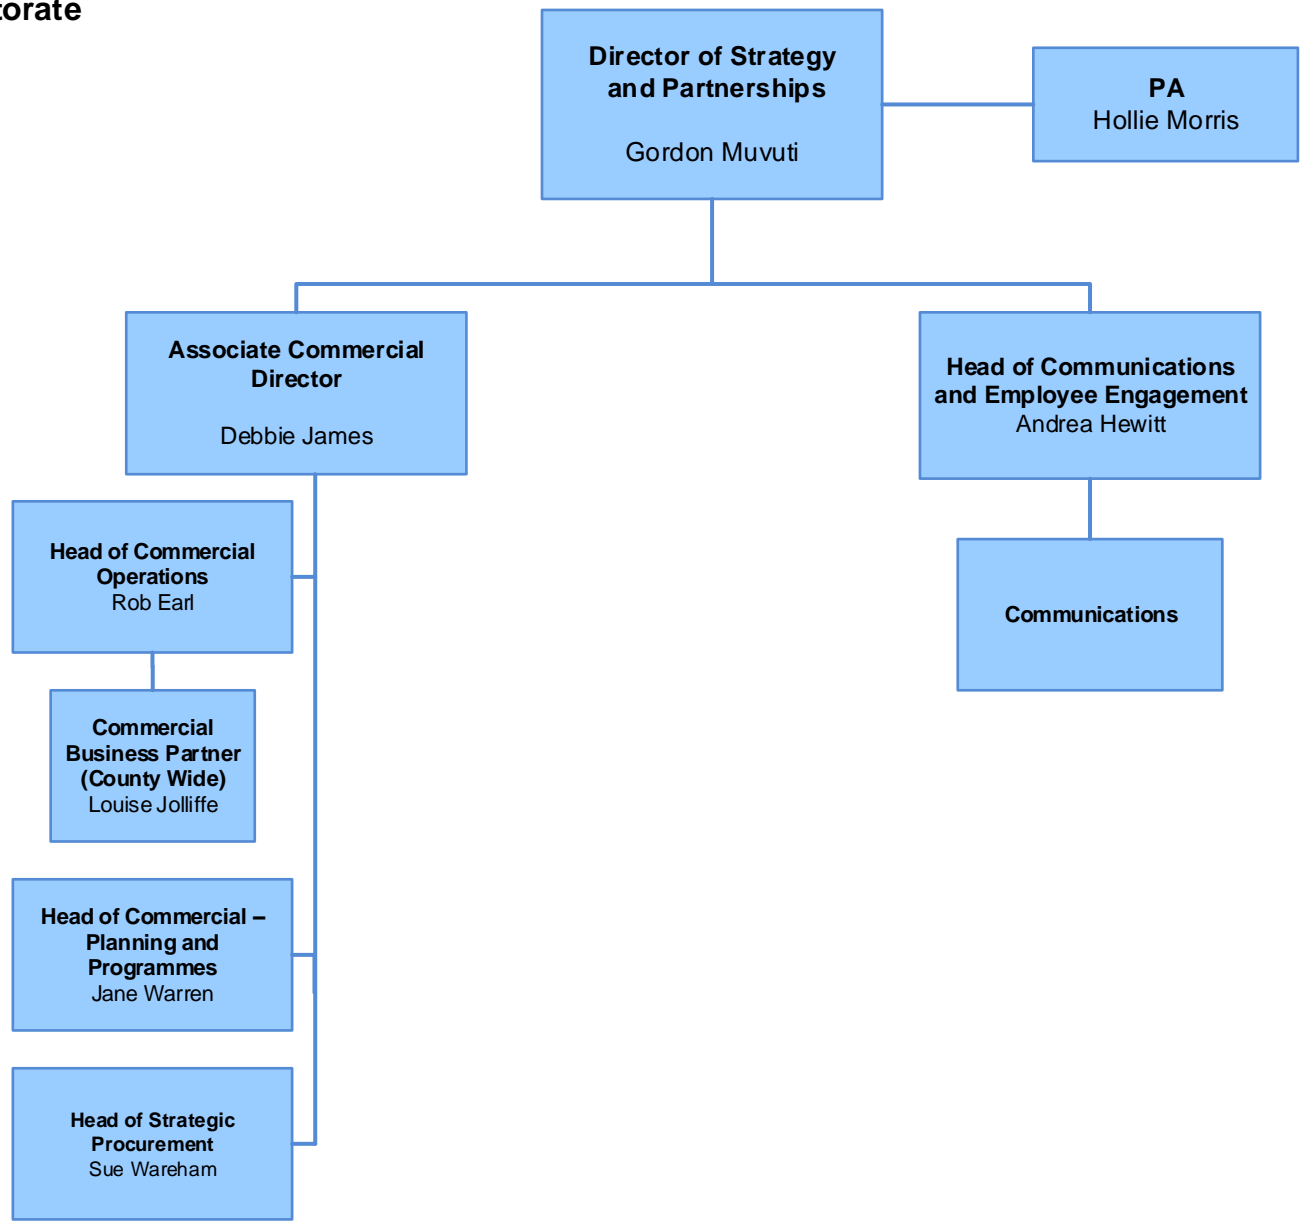 Director of Strategy
and Partnerships
Gordon Muvuti
PA
Hollie Morris
Associate Commercial
Director
Debbie James
Head of Communications
and Employee Engagement
Andrea Hewitt
Head of Commercial
Operations
Rob Earl
Communications
Commercial
Business Partner
(County Wide)
Louise Jolliffe
Head of Commercial –
Planning and
Programmes
Jane Warren
Head of Strategic
Procurement
Sue Wareham